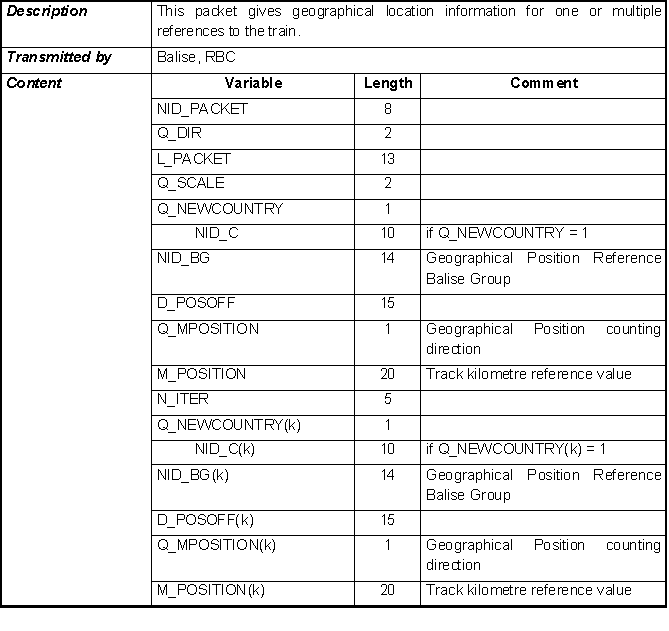 Description This packet gives geographical location information for one or multiple
references to the train.
Transmitted by Balise, RBC
Content Variable Length Comment
NID_PACKET 8
Q_DIR 2
L_PACKET 13
Q_SCALE 2
Q_NEWCOUNTRY 1
NID_C 10 if Q_NEWCOUNTRY = 1
NID_BG 14 Geographical Position Reference
Balise Group
D_POSOFF 15
Q_MPOSITION 1 Geographical Position counting
direction
M_POSITION 20 Track kilometre reference value
N_ITER 5
Q_NEWCOUNTRY(k) 1
NID_C(k) 10 if Q_NEWCOUNTRY(k) = 1
NID_BG(k) 14 Geographical Position Reference
Balise Group
D_POSOFF(k) 15
Q_MPOSITION(k) 1 Geographical Position counting
direction
M_POSITION(k) 20 Track kilometre reference value